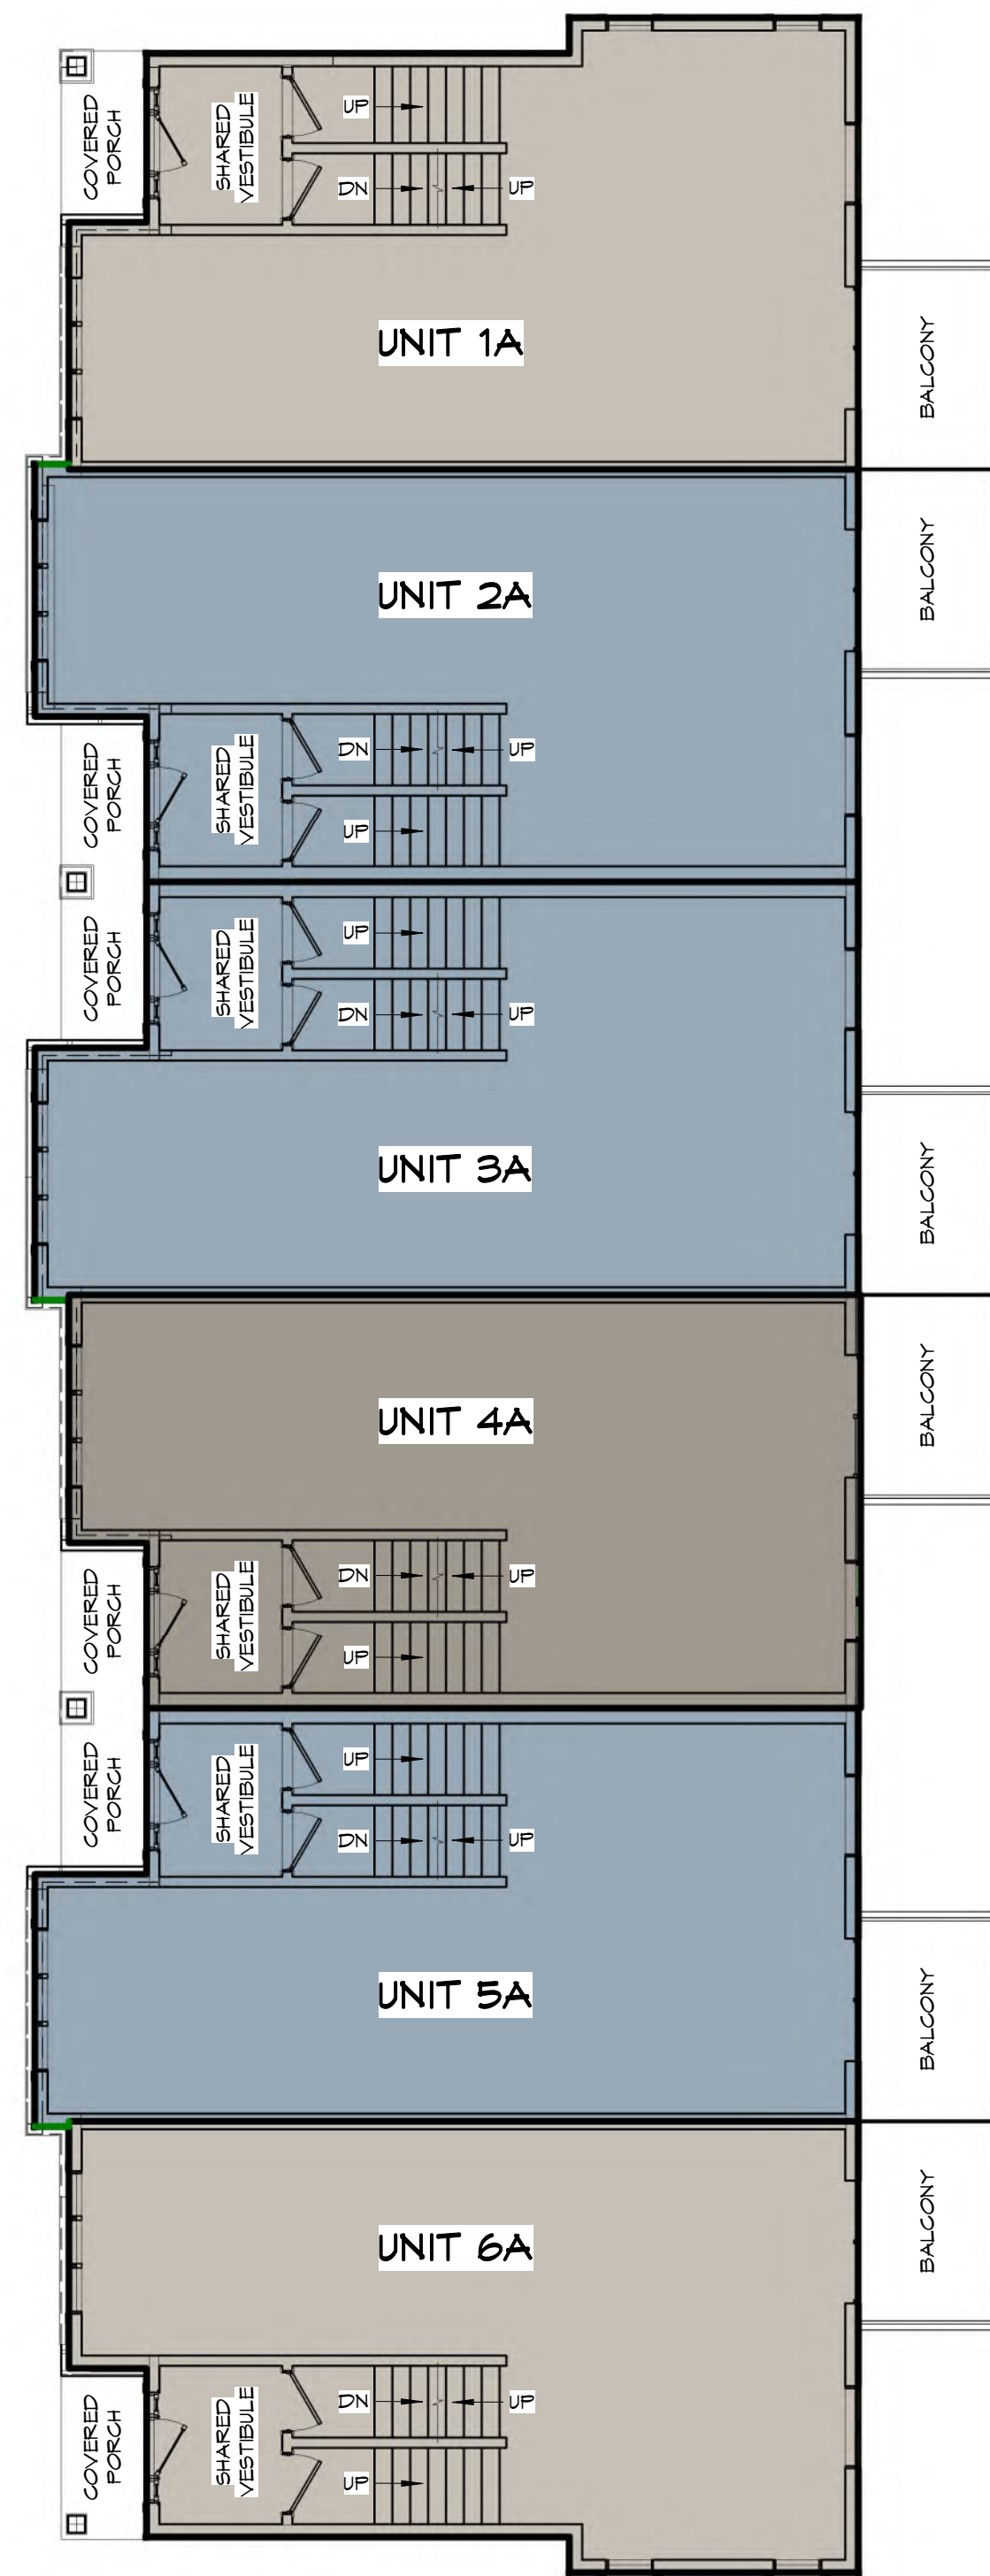 COVERED
PORCH
SHARED
VESTIBULE
UP
DN
UP
UNIT 1A
BALCONY
UNIT 2A
BALCONY
COVERED
PORCH
SHARED
VESTIBULE
DN
UP
UP
COVERED
PORCH
SHARED
VESTIBULE
UP
DN
UP
UNIT 3A
BALCONY
UNIT 4A
BALCONY
COVERED
PORCH
SHARED
VESTIBULE
DN
UP
UP
COVERED
PORCH
SHARED
VESTIBULE
UP
DN
UP
UNIT 5A
BALCONY
UNIT 6A
BALCONY
COVERED
PORCH
SHARED
VESTIBULE
DN
UP
UP